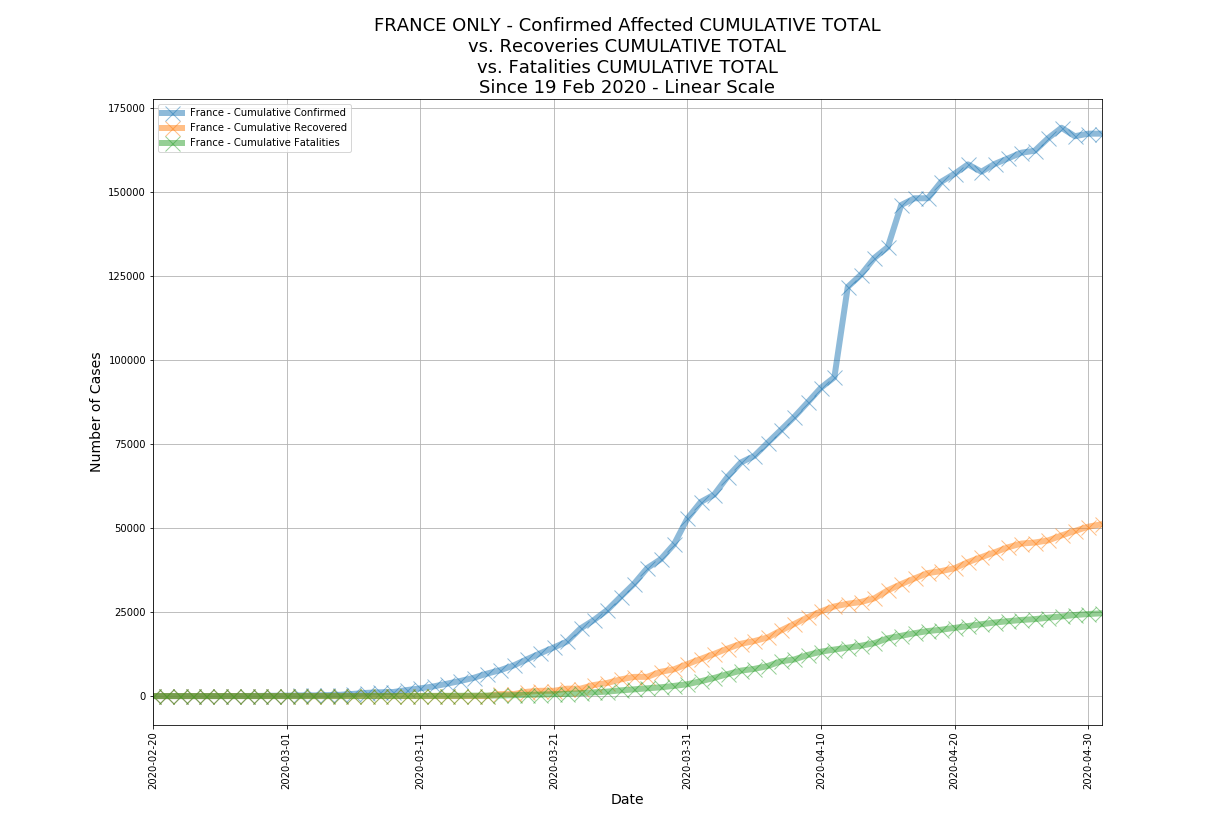 FRANCE ONLY - Confirmed Affected CUMULATIVE TOTAL
vs. Recoveries CUMULATIVE TOTAL
vs. Fatalities CUMULATIVE TOTAL
Since 19 Feb 2020 - Linear Scale
France - Cumulative Confirmed
France - Cumulative Recovered
France - Cumulative Fatalities
Number of Cases
175000
150000
125000
100000
75000
50000
25000
0
2020-02-20
2020-03-01
2020-03-11
2020-03-21
2020-03-31
2020-04-10
2020-04-20
2020-04-30
Date